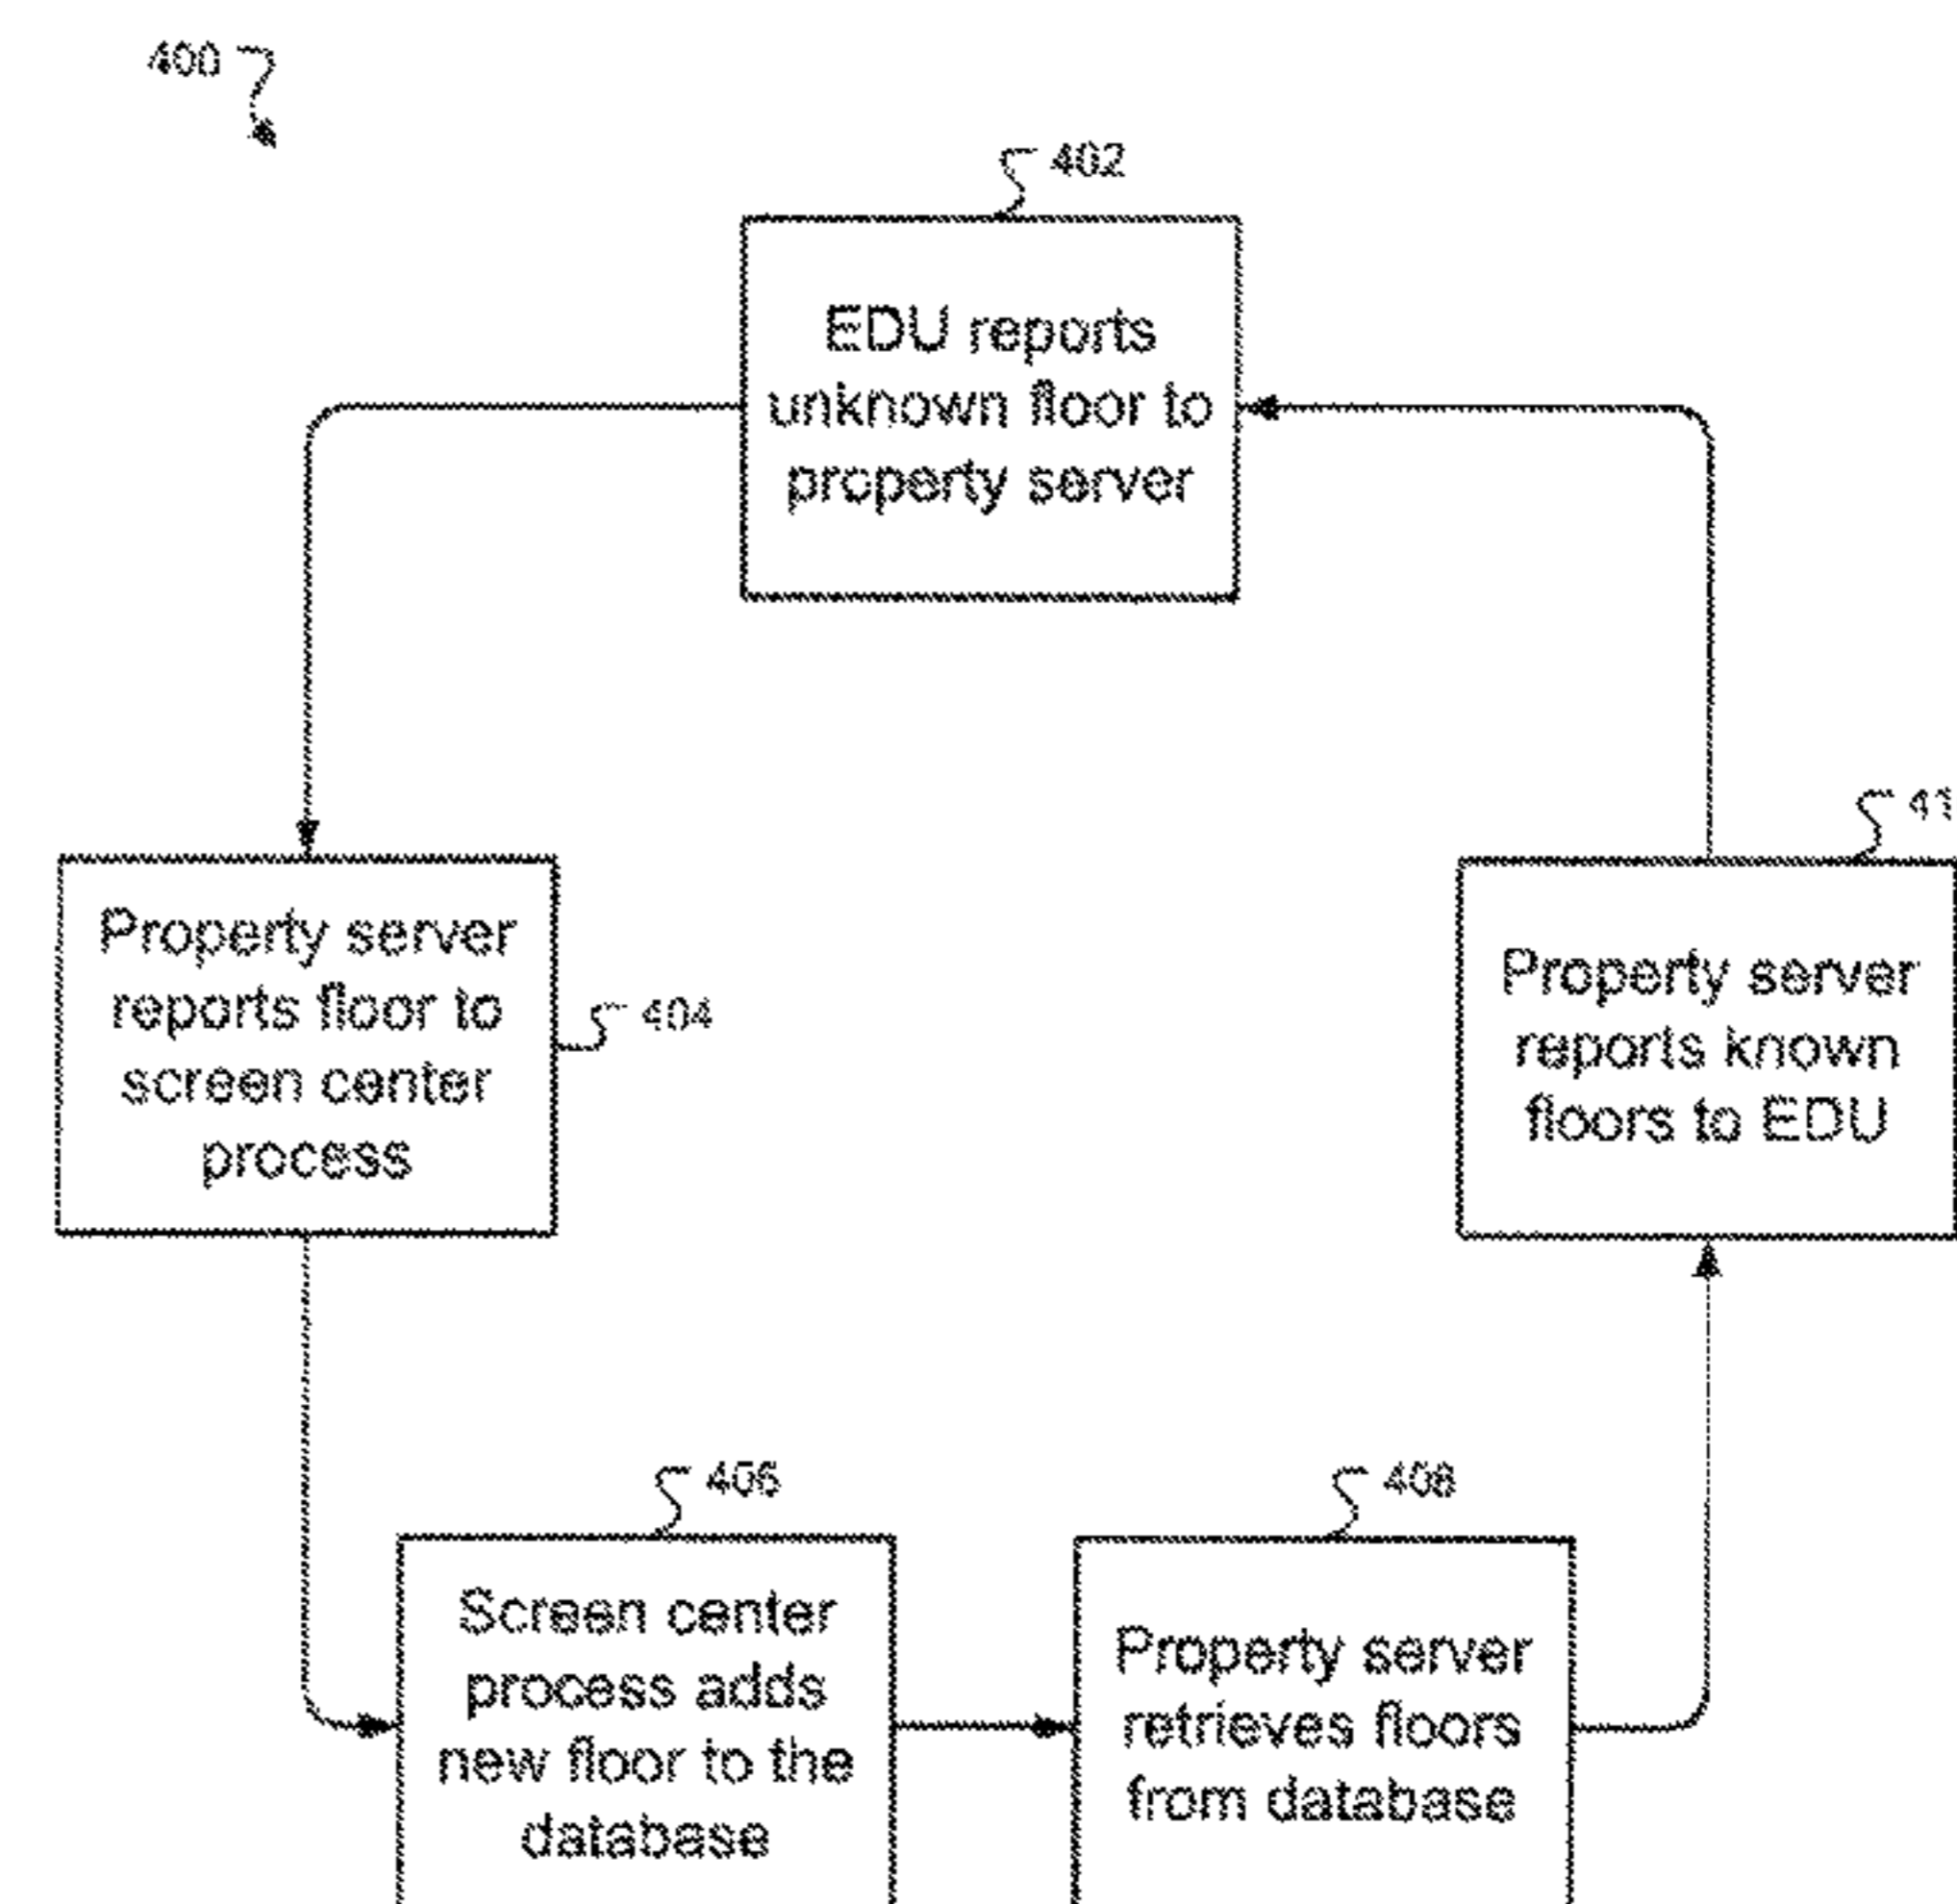 400
402
EDU reports
unknown floor to
property server
Property server
reports floor to
screen center
process
404
41
Property server
reports known
floors to EDU
406
Screen center
process adds
new floor to the
database
408
Property server
retrieves floors
from database